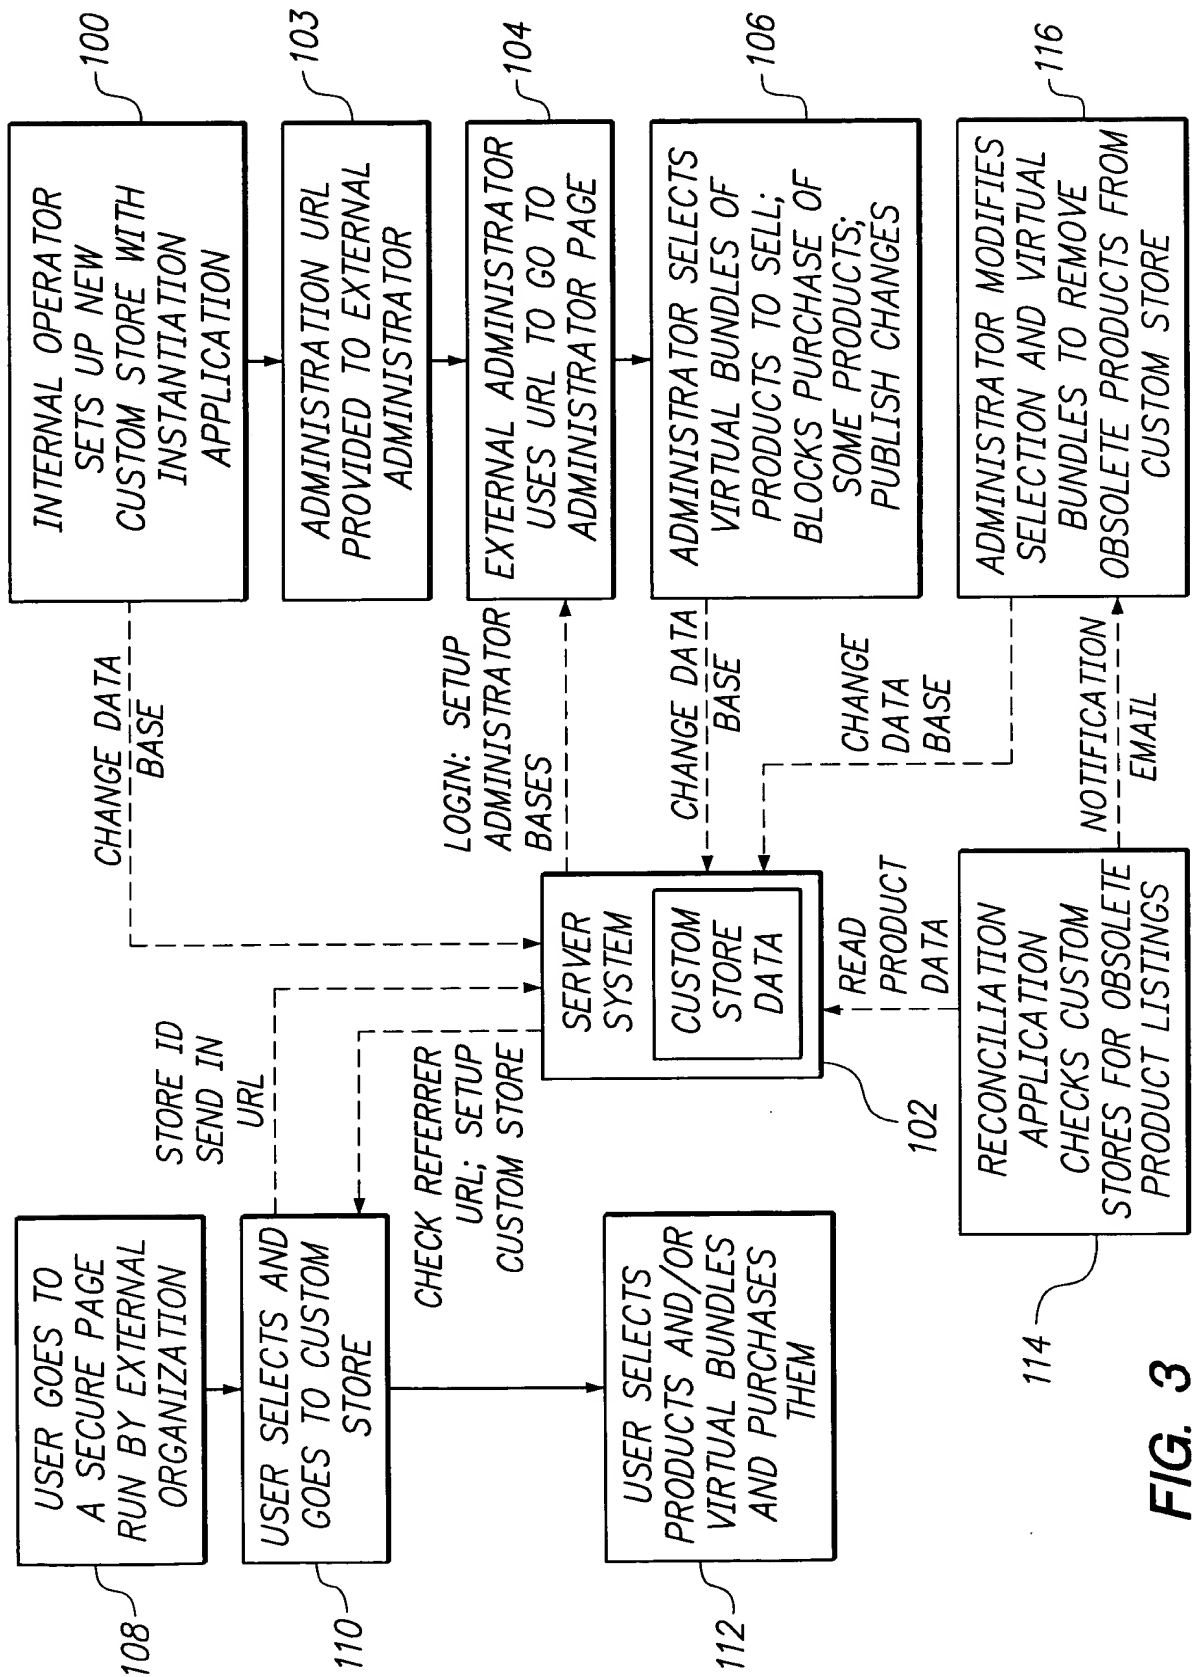 USER GOES TO
A SECURE PAGE
RUN BY EXTERNAL
ORGANIZATION
108
USER SELECTS AND
GOES TO CUSTOM
STORE
110
USER SELECTS
PRODUCTS AND/OR
VIRTUAL BUNDLES
AND PURCHASES
THEM
112
STORE ID
SEND IN
URL
CHECK REFERRER
URL; SETUP
CUSTOM STORE
SERVER
SYSTEM
CUSTOM
STORE
DATA
102
READ
PRODUCT
DATA
RECONCILIATION
APPLICATION
CHECKS CUSTOM
STORES FOR OBSOLETE
PRODUCT LISTINGS
114
CHANGE DATA
BASE
LOGIN: SETUP
ADMINISTRATOR
BASES
CHANGE DATA
BASE
CHANGE
DATA
BASE
NOTIFICATION
EMAIL
INTERNAL OPERATOR
SETS UP NEW
CUSTOM STORE WITH
INSTANTIATION
APPLICATION
100
ADMINISTRATION URL
PROVIDED TO EXTERNAL
ADMINISTRATOR
103
EXTERNAL ADMINISTRATOR
USES URL TO GO TO
ADMINISTRATOR PAGE
104
ADMINISTRATOR SELECTS
VIRTUAL BUNDLES OF
PRODUCTS TO SELL;
BLOCKS PURCHASE OF
SOME PRODUCTS;
PUBLISH CHANGES
106
ADMINISTRATOR MODIFIES
SELECTION AND VIRTUAL
BUNDLES TO REMOVE
OBSOLETE PRODUCTS FROM
CUSTOM STORE
116
FIG. 3